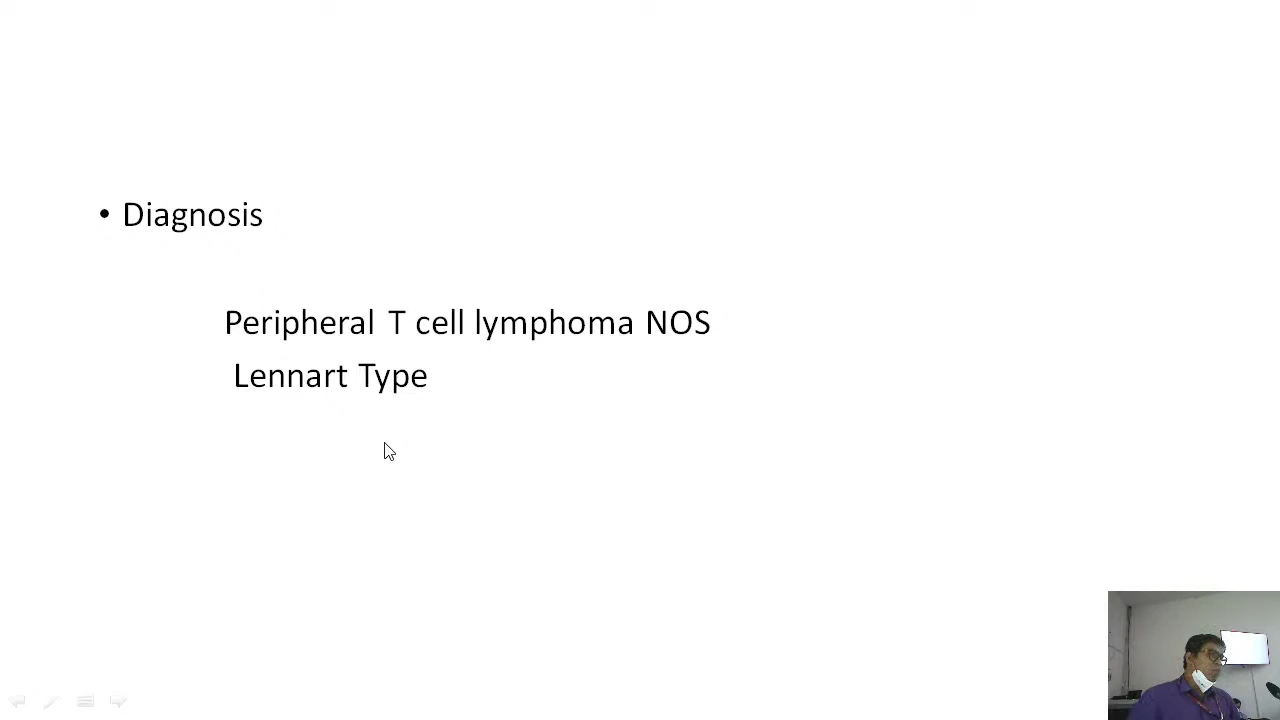 • Diagnosis
Peripheral T cell lymphoma NOS
Lennart Type